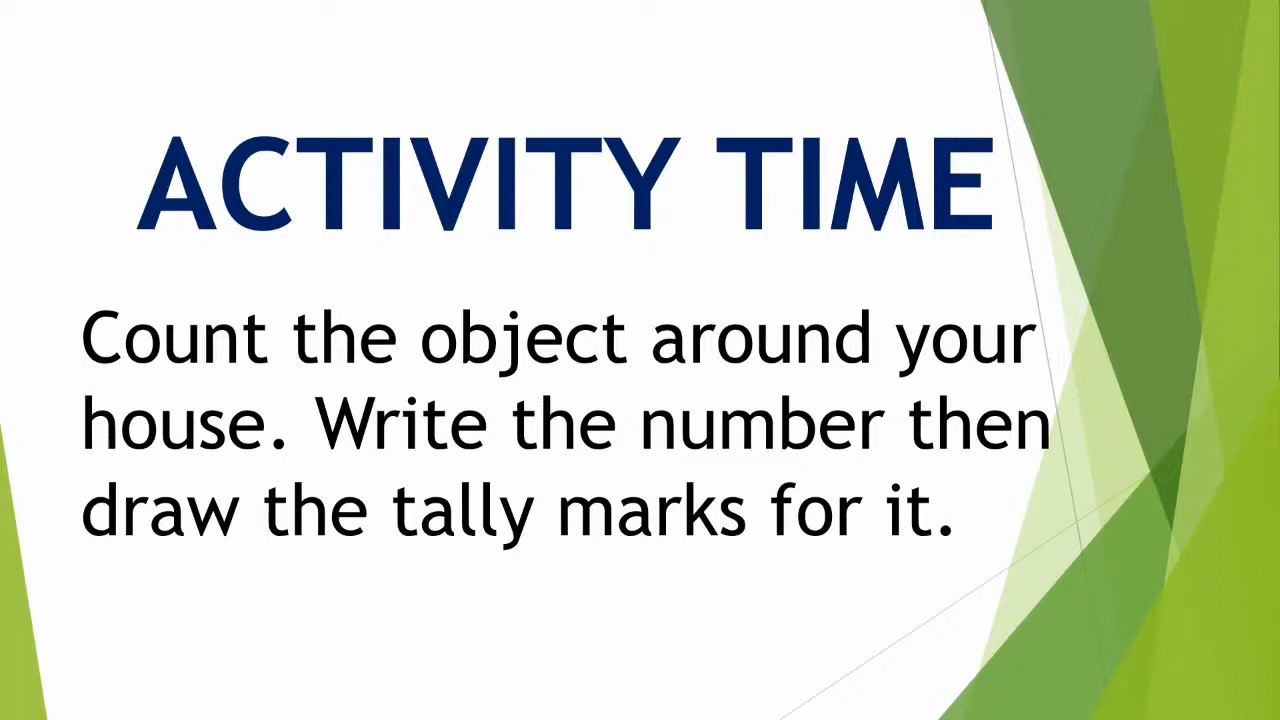 ACTIVITY TIME
Count the object around your
house. Write the number then
draw the tally marks for it.